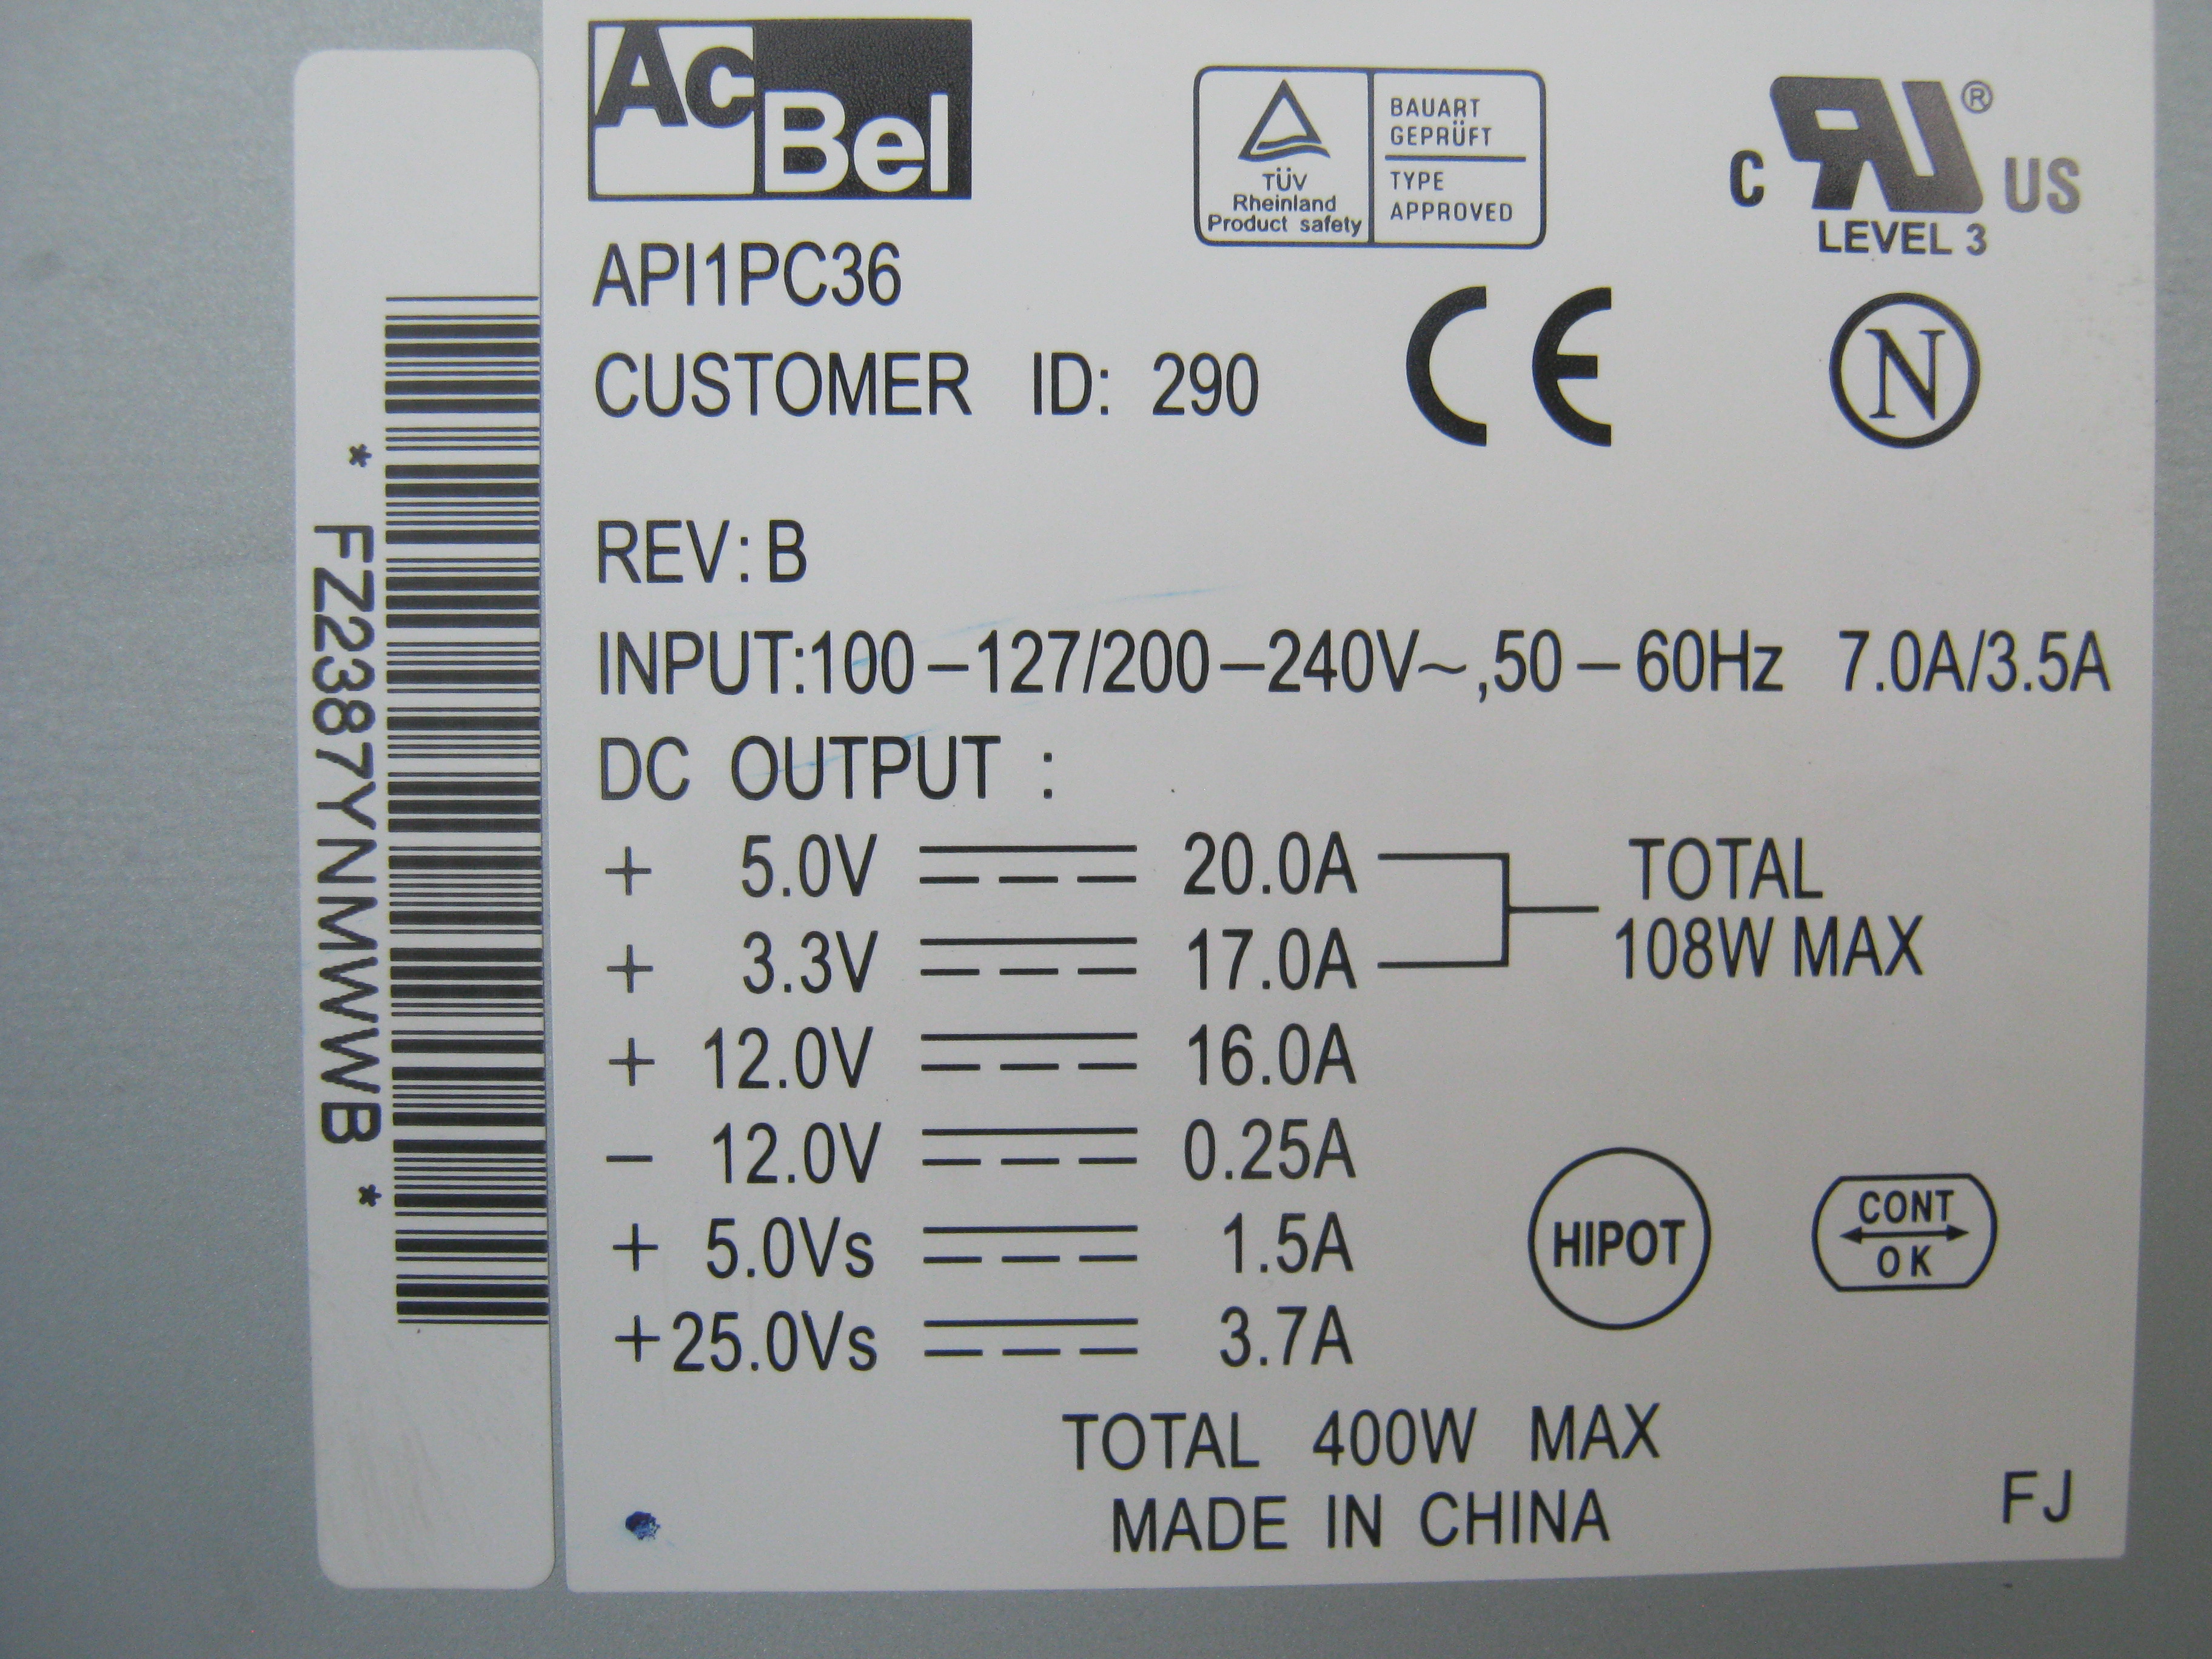 AcBel
TÜV
Rheinland
Product safety
BAUART
GEPRÜFT
TYPE
APPROVED
C RU® US
LEVEL 3
API1PC36
CE
N
CUSTOMER ID: 290
REV: B
INPUT:100–127/200–240V~,50–60Hz 7.0A/3.5A
DC OUTPUT :
+ 5.0V 20.0A
+ 3.3V 17.0A
TOTAL
108W MAX
+ 12.0V 16.0A
– 12.0V 0.25A
+ 5.0Vs 1.5A
+25.0Vs 3.7A
HIPOT
CONT
OK
TOTAL 400W MAX
MADE IN CHINA
FJ
* FZ2387YNMWWB *